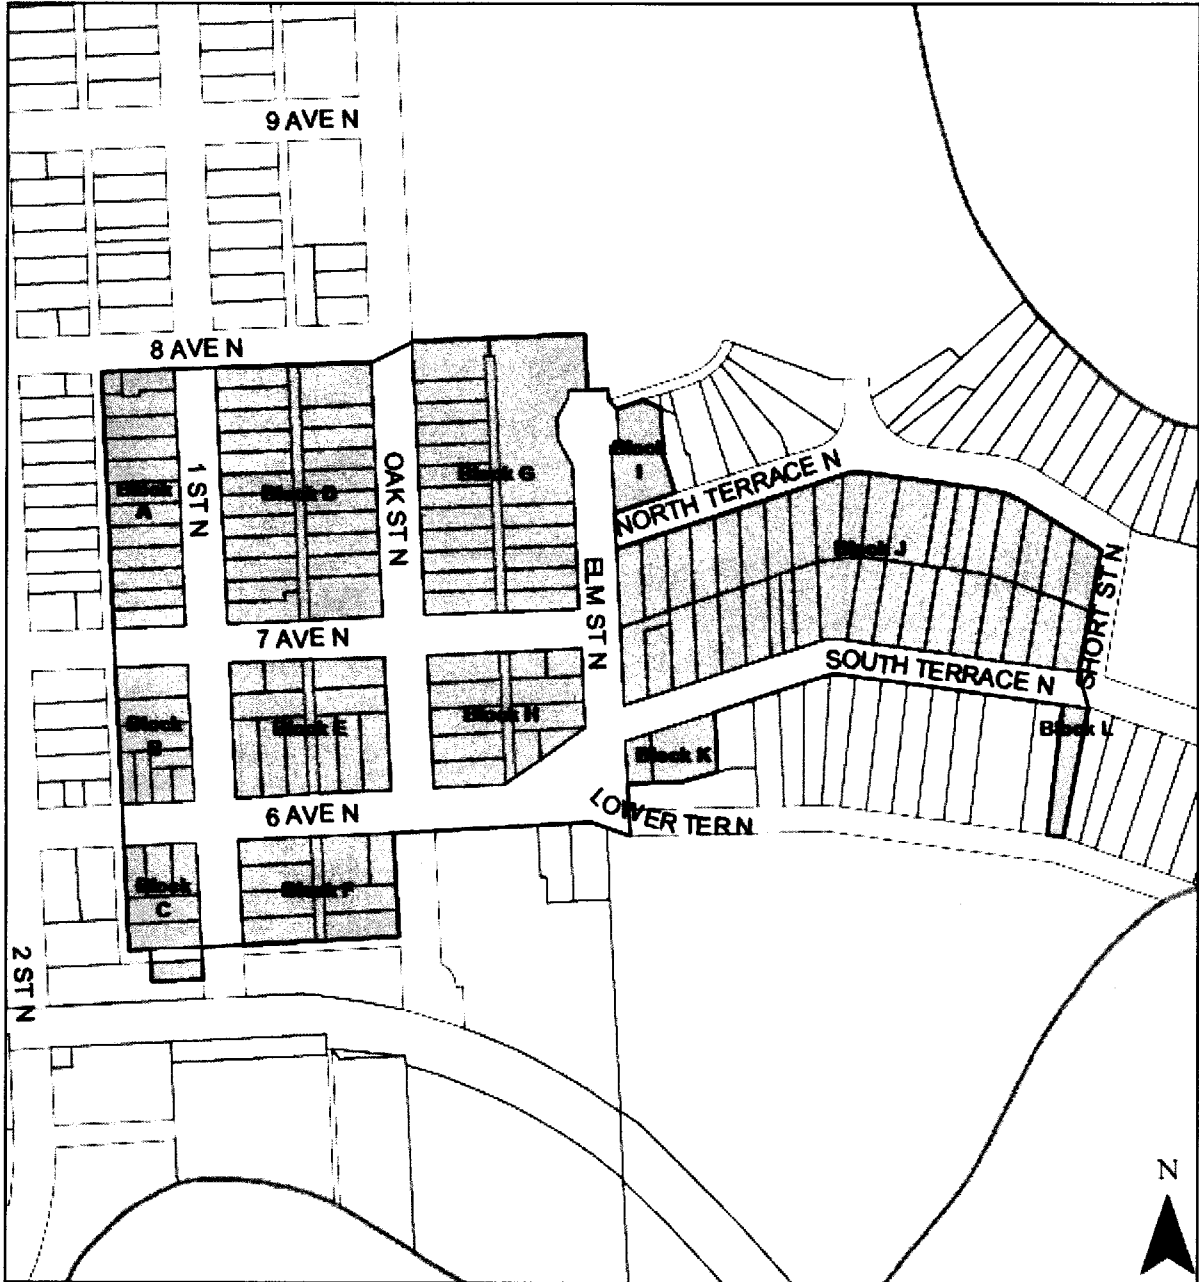 9 AVE N
8 AVE N
1 ST N
OAK ST N
Block
A
Block D
Block G
Block
I
NORTH TERRACE N
Block J
ELM ST N
SHORT ST N
7 AVE N
SOUTH TERRACE N
Block
B
Block E
Block H
Block K
Block L
6 AVE N
LOWER TER N
Block
C
Block F
2 ST N
N